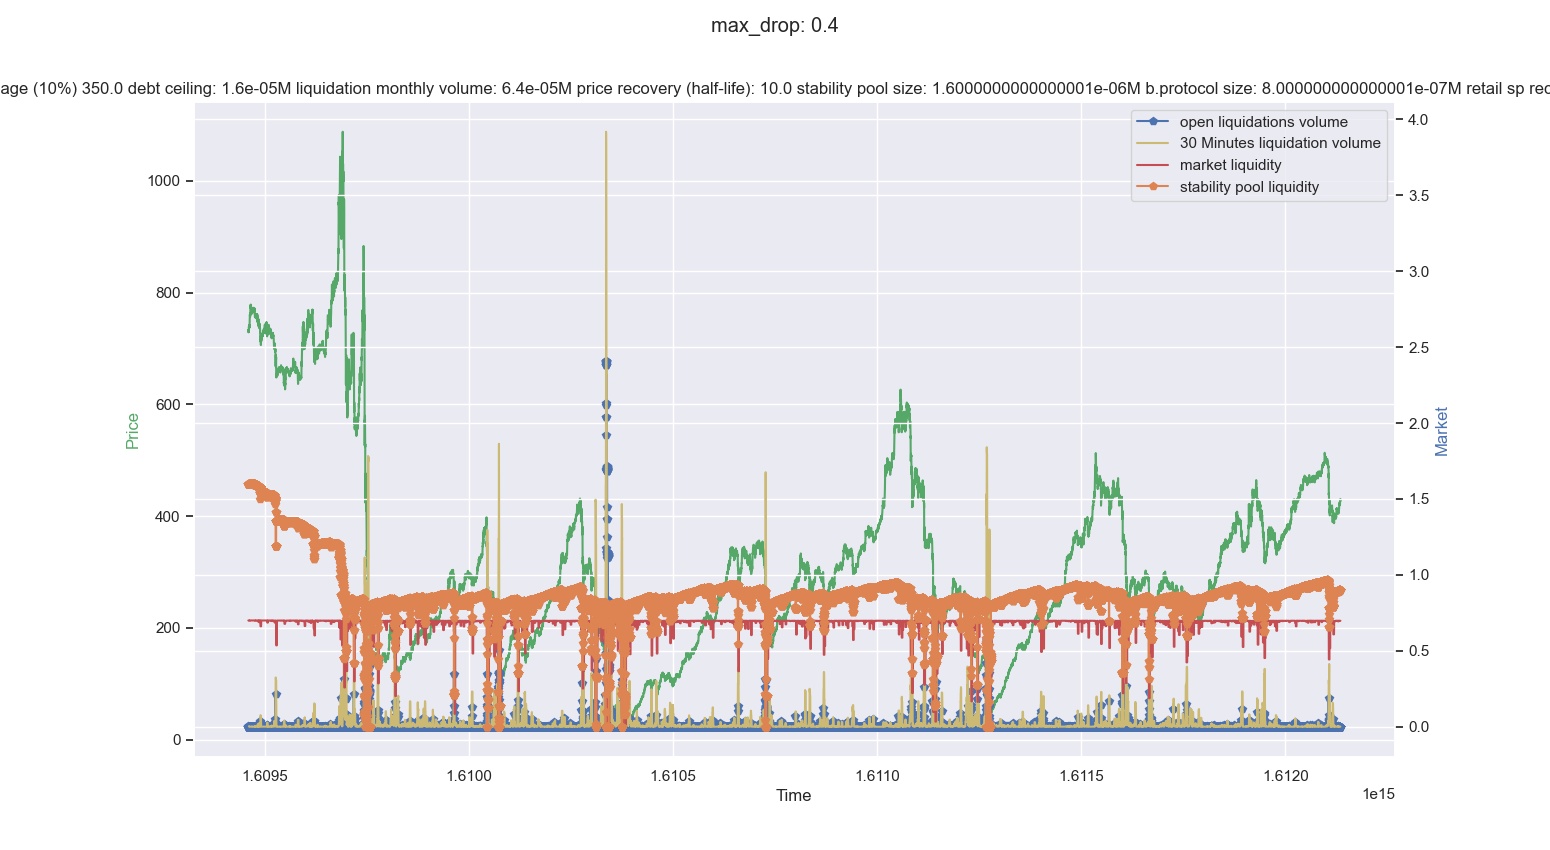 max_drop: 0.4
age (10%) 350.0 debt ceiling: 1.6e-05M liquidation monthly volume: 6.4e-05M price recovery (half-life): 10.0 stability pool size: 1.6000000000000001e-06M b.protocol size: 8.000000000000001e-07M retail sp rec
open liquidations volume
30 Minutes liquidation volume
market liquidity
stability pool liquidity
1000
800
600
400
200
0
Price
4.0
3.5
3.0
2.5
2.0
1.5
1.0
0.5
0.0
Market
1.6095 1.6100 1.6105 1.6110 1.6115 1.6120
Time
1e15